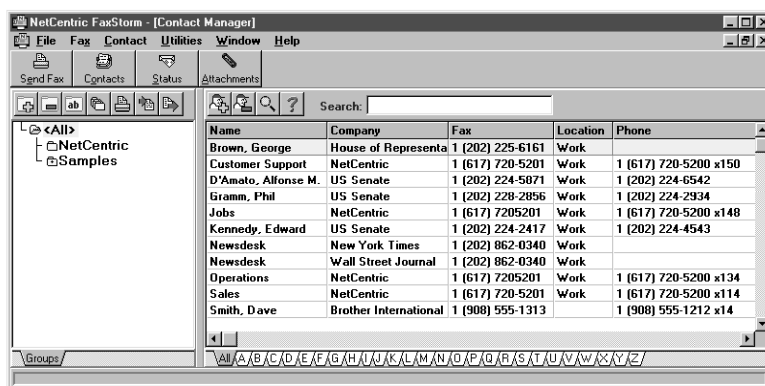 NetCentric FaxStorm - [Contact Manager]
File Fax Contact Utilities Window Help
Send Fax Contacts Status Attachments
ab ? Search:
<All>
NetCentric
Samples
Name Company Fax Location Phone
Brown, George House of Representa 1 (202) 225-6161 Work
Customer Support NetCentric 1 (617) 720-5201 Work 1 (617) 720-5200 x150
D'Amato, Alfonse M. US Senate 1 (202) 224-5871 Work 1 (202) 224-6542
Gramm, Phil US Senate 1 (202) 228-2856 Work 1 (202) 224-2934
Jobs NetCentric 1 (617) 7205201 Work 1 (617) 720-5200 x148
Kennedy, Edward US Senate 1 (202) 224-2417 Work 1 (202) 224-4543
Newsdesk New York Times 1 (202) 862-0340 Work
Newsdesk Wall Street Journal 1 (202) 862-0340 Work
Operations NetCentric 1 (617) 7205201 Work 1 (617) 720-5200 x134
Sales NetCentric 1 (617) 720-5201 Work 1 (617) 720-5200 x114
Smith, Dave Brother International 1 (908) 555-1313 1 (908) 555-1212 x14
Groups All A B C D E F G H I J K L M N O P Q R S T U V W X Y Z